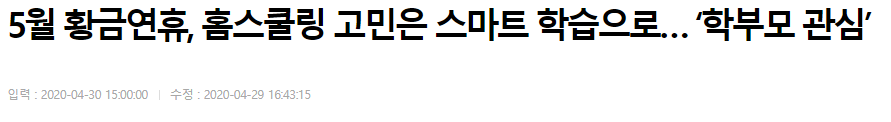 5월 황금연휴, 홈스쿨링 고민은 스마트 학습으로… ‘학부모 관심’
입력 : 2020-04-30 15:00:00 | 수정 : 2020-04-29 16:43:15